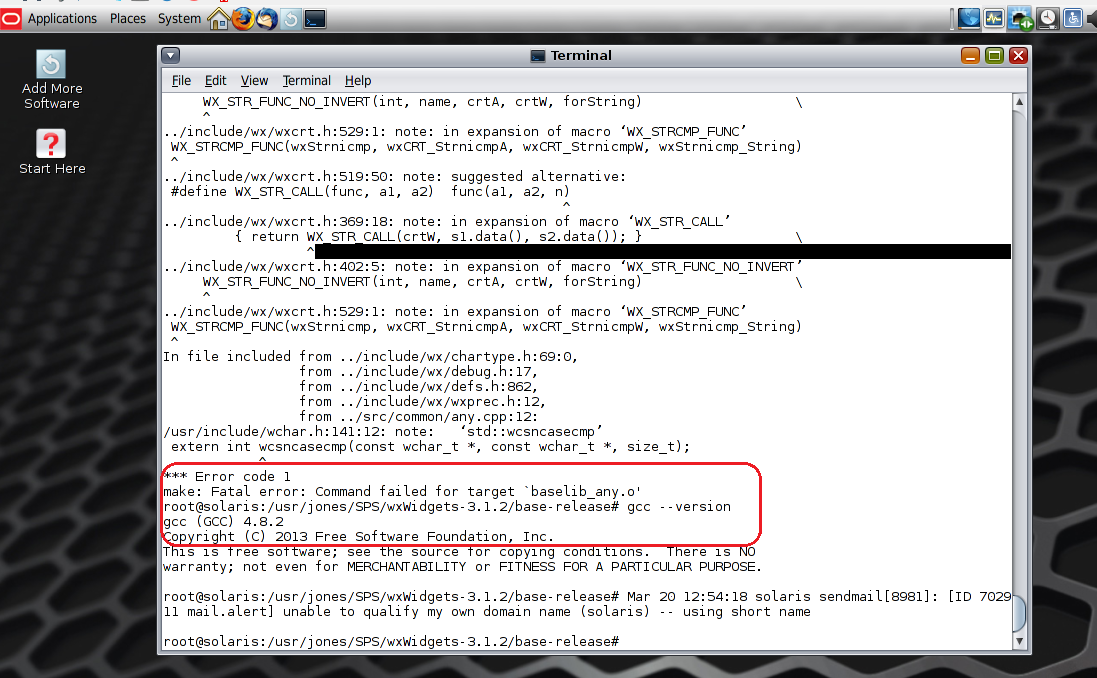 Applications Places System
Add More
Software
Start Here
Terminal
File Edit View Terminal Help
WX_STR_FUNC_NO_INVERT(int, name, crtA, crtW, forString) \
^
../include/wx/wxcrt.h:529:1: note: in expansion of macro ‘WX_STRCMP_FUNC’
WX_STRCMP_FUNC(wxStrnicmp, wxCRT_StrnicmpA, wxCRT_StrnicmpW, wxStrnicmp_String)
^
../include/wx/wxcrt.h:519:50: note: suggested alternative:
#define WX_STR_CALL(func, a1, a2)  func(a1, a2, n)
^
../include/wx/wxcrt.h:369:18: note: in expansion of macro ‘WX_STR_CALL’
{ return WX_STR_CALL(crtW, s1.data(), s2.data()); } \
^
../include/wx/wxcrt.h:402:5: note: in expansion of macro ‘WX_STR_FUNC_NO_INVERT’
WX_STR_FUNC_NO_INVERT(int, name, crtA, crtW, forString) \
^
../include/wx/wxcrt.h:529:1: note: in expansion of macro ‘WX_STRCMP_FUNC’
WX_STRCMP_FUNC(wxStrnicmp, wxCRT_StrnicmpA, wxCRT_StrnicmpW, wxStrnicmp_String)
^
In file included from ../include/wx/chartype.h:69:0,
from ../include/wx/debug.h:17,
from ../include/wx/defs.h:862,
from ../include/wx/wxprec.h:12,
from ../src/common/any.cpp:12:
/usr/include/wchar.h:141:12: note:   ‘std::wcsncasecmp’
extern int wcsncasecmp(const wchar_t *, const wchar_t *, size_t);
^
*** Error code 1
make: Fatal error: Command failed for target `baselib_any.o'
root@solaris:/usr/jones/SPS/wxWidgets-3.1.2/base-release# gcc --version
gcc (GCC) 4.8.2
Copyright (C) 2013 Free Software Foundation, Inc.
This is free software; see the source for copying conditions.  There is NO
warranty; not even for MERCHANTABILITY or FITNESS FOR A PARTICULAR PURPOSE.
root@solaris:/usr/jones/SPS/wxWidgets-3.1.2/base-release# Mar 20 12:54:18 solaris sendmail[8981]: [ID 7029
11 mail.alert] unable to qualify my own domain name (solaris) -- using short name
root@solaris:/usr/jones/SPS/wxWidgets-3.1.2/base-release#